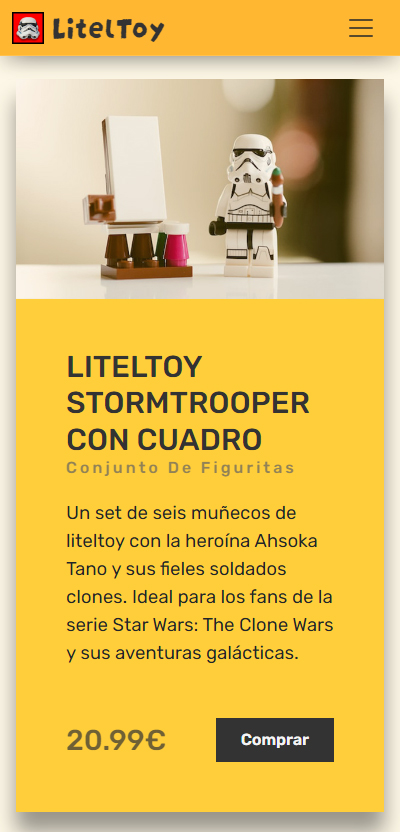 LitelToy
LITELTOY
STORMTROOPER
CON CUADRO
Conjunto De Figuritas
Un set de seis muñecos de
liteltoy con la heroína Ahsoka
Tano y sus fieles soldados
clones. Ideal para los fans de la
serie Star Wars: The Clone Wars
y sus aventuras galácticas.
20.99€
Comprar